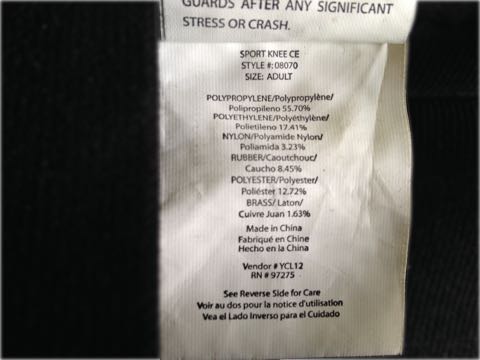 GUARDS AFTER ANY SIGNIFICANT
STRESS OR CRASH.
SPORT KNEE CE
STYLE #: 08070
SIZE: ADULT
POLYPROPYLENE/Polypropylène/
Polipropileno 55.70%
POLYETHYLENE/Polyéthylène/
Polietileno 17.41%
NYLON/Polyamide Nylon/
Poliamida 3.23%
RUBBER/Caoutchouc/
Caucho 8.45%
POLYESTER/Polyester/
Poliéster 12.72%
BRASS/ Laton/
Cuivre Juan 1.63%
Made in China
Fabriqué en Chine
Hecho en la China
Vendor # YCL12
RN # 97275
See Reverse Side for Care
Voir au dos pour la notice d'utilisation
Vea el Lado Inverso para el Cuidado